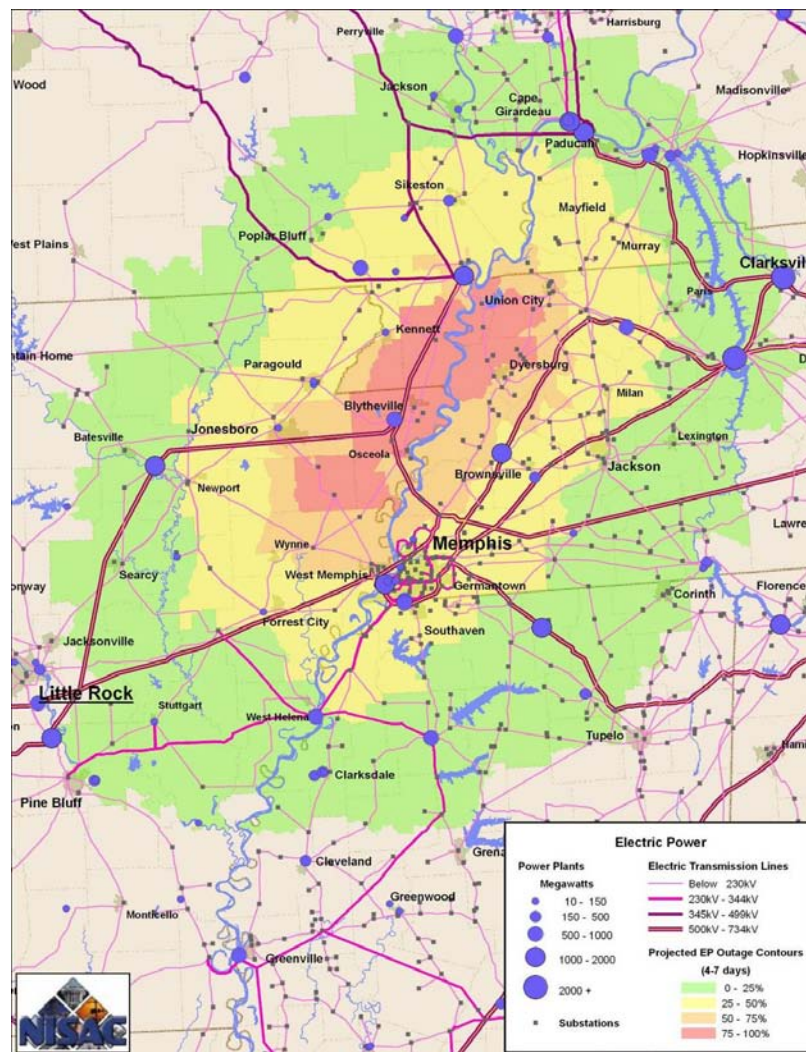 Perryville
Harrisburg
Wood
Jackson
Cape
Girardeau
Madisonville
Paducah
Hopkinsville
Sikeston
Mayfield
West Plains
Poplar Bluff
Murray
Clarksvil
Paris
Union City
Kennett
ntain Home
Paragould
Dyersburg
D
Milan
Blytheville
Jonesboro
Batesville
Lexington
Osceola
Jackson
Brownsville
Newport
Lawre
Wynne
Memphis
West Memphis
Searcy
Germantown
onway
Corinth
Florence
Forrest City
Southaven
Jacksonville
Little Rock
Stuttgart
West Helena
on
Tupelo
Ham
Clarksdale
Pine Bluff
Grena
Cleveland
Greenwood
Monticello
Greenville
Electric Power
Power Plants
Megawatts
10 - 150
150 - 500
500 - 1000
1000 - 2000
2000 +
Substations
Electric Transmission Lines
Below 230kV
230kV - 344kV
345kV - 499kV
500kV - 734kV
Projected EP Outage Contours
(4-7 days)
0 - 25%
25 - 50%
50 - 75%
75 - 100%
NISAC